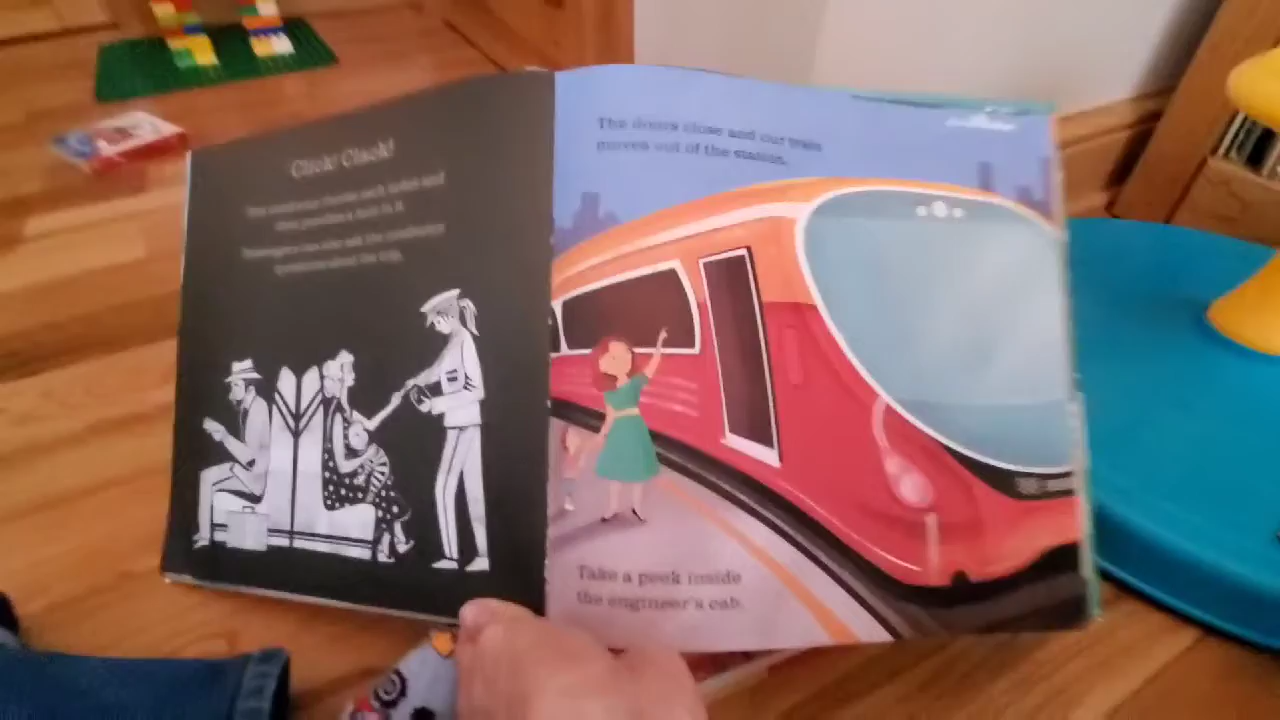 Click! Clack!
The conductor checks each ticket and
then punches a hole in it.
Passengers can also ask the conductor
questions about the trip.
The doors close and our train
moves out of the station.
Take a peek inside
the engineer's cab.